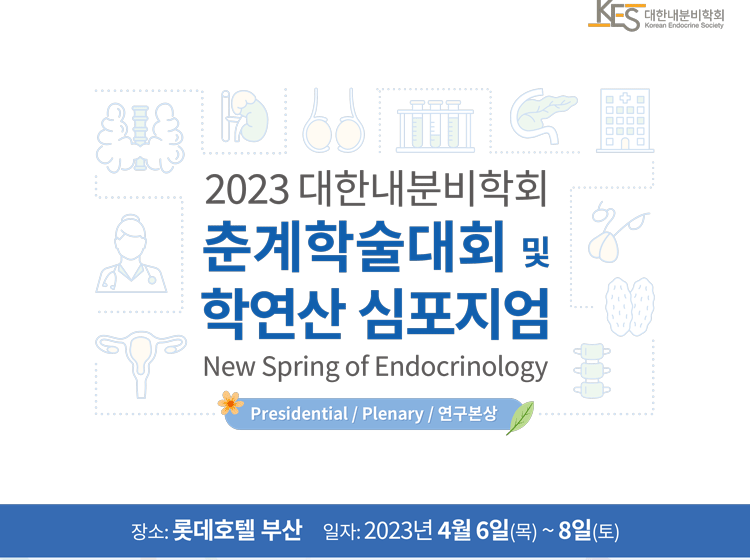 KES 대한내분비학회
Korean Endocrine Society
2023 대한내분비학회
춘계학술대회 및
학연산 심포지엄
New Spring of Endocrinology
Presidential / Plenary / 연구본상
장소: 롯데호텔 부산 일자: 2023년 4월 6일(목) ~ 8일(토)